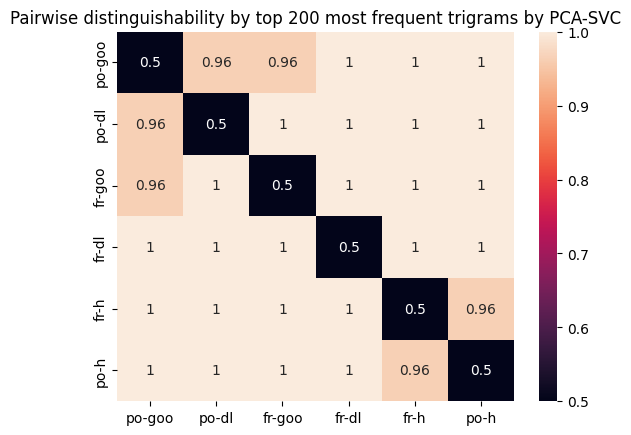 Pairwise distinguishability by top 200 most frequent trigrams by PCA-SVC
po-goo 0.5 0.96 0.96 1 1 1
po-dl 0.96 0.5 1 1 1 1
fr-goo 0.96 1 0.5 1 1 1
fr-dl 1 1 1 0.5 1 1
fr-h 1 1 1 1 0.5 0.96
po-h 1 1 1 1 0.96 0.5
po-goo po-dl fr-goo fr-dl fr-h po-h
1.0
0.9
0.8
0.7
0.6
0.5